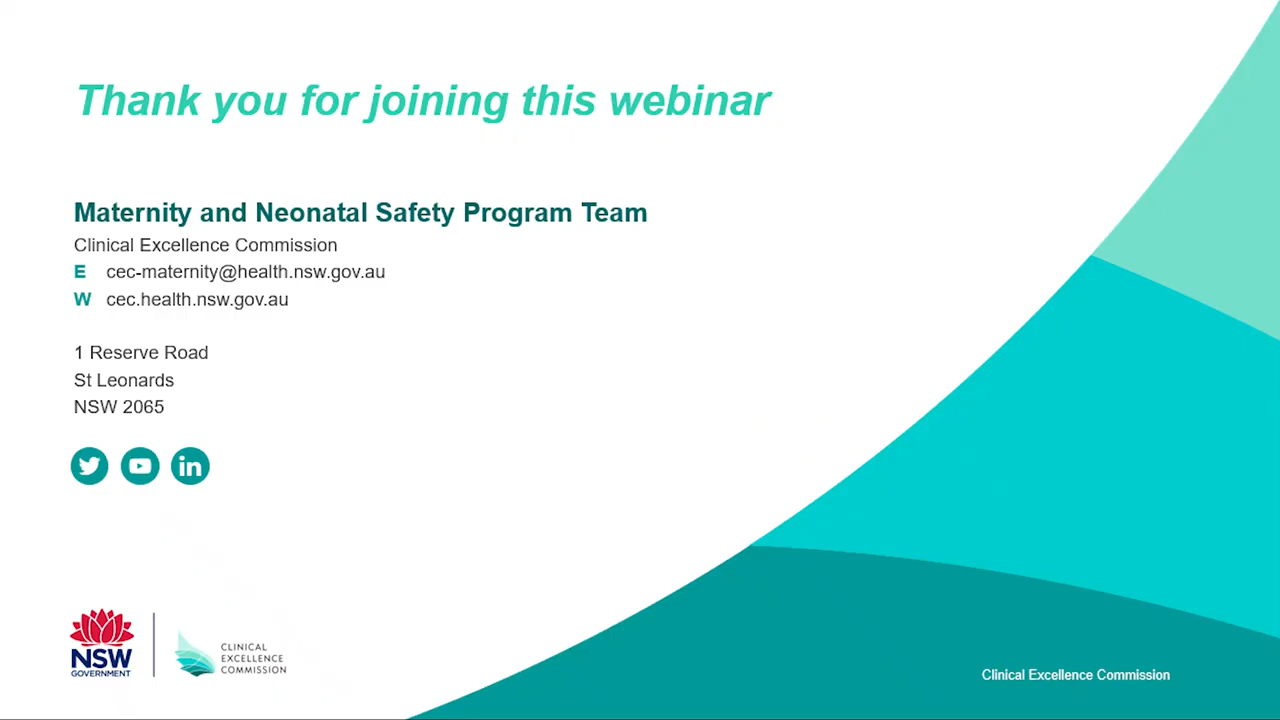 Thank you for joining this webinar
Maternity and Neonatal Safety Program Team
Clinical Excellence Commission
E cec-maternity@health.nsw.gov.au
W cec.health.nsw.gov.au
1 Reserve Road
St Leonards
NSW 2065
in
NSW
GOVERNMENT
CLINICAL
EXCELLENCE
COMMISSION
Clinical Excellence Commission